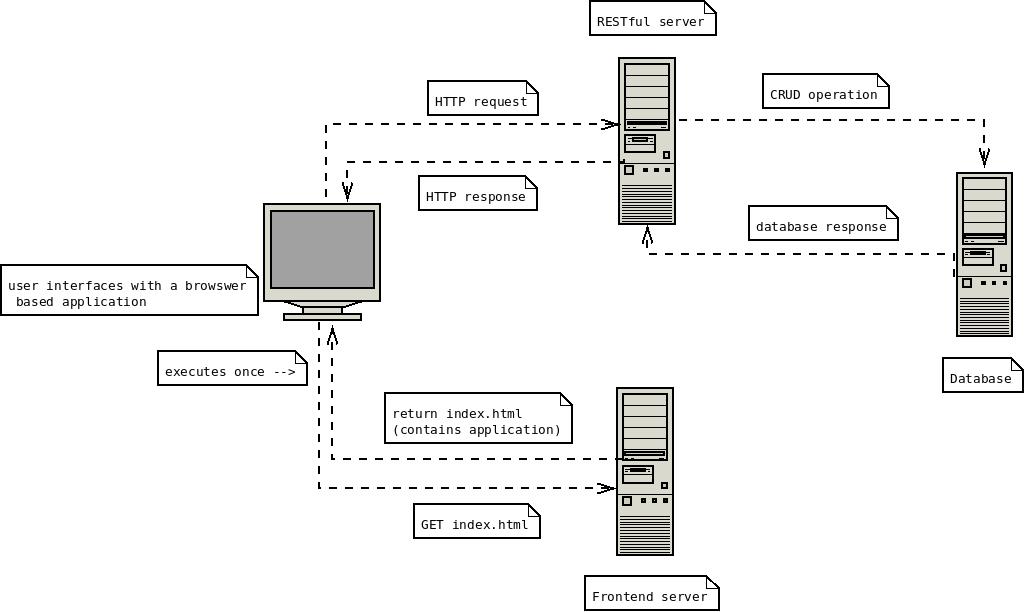 RESTful server
HTTP request
CRUD operation
HTTP response
database response
user interfaces with a browswer
based application
executes once -->
Database
return index.html
(contains application)
GET index.html
Frontend server